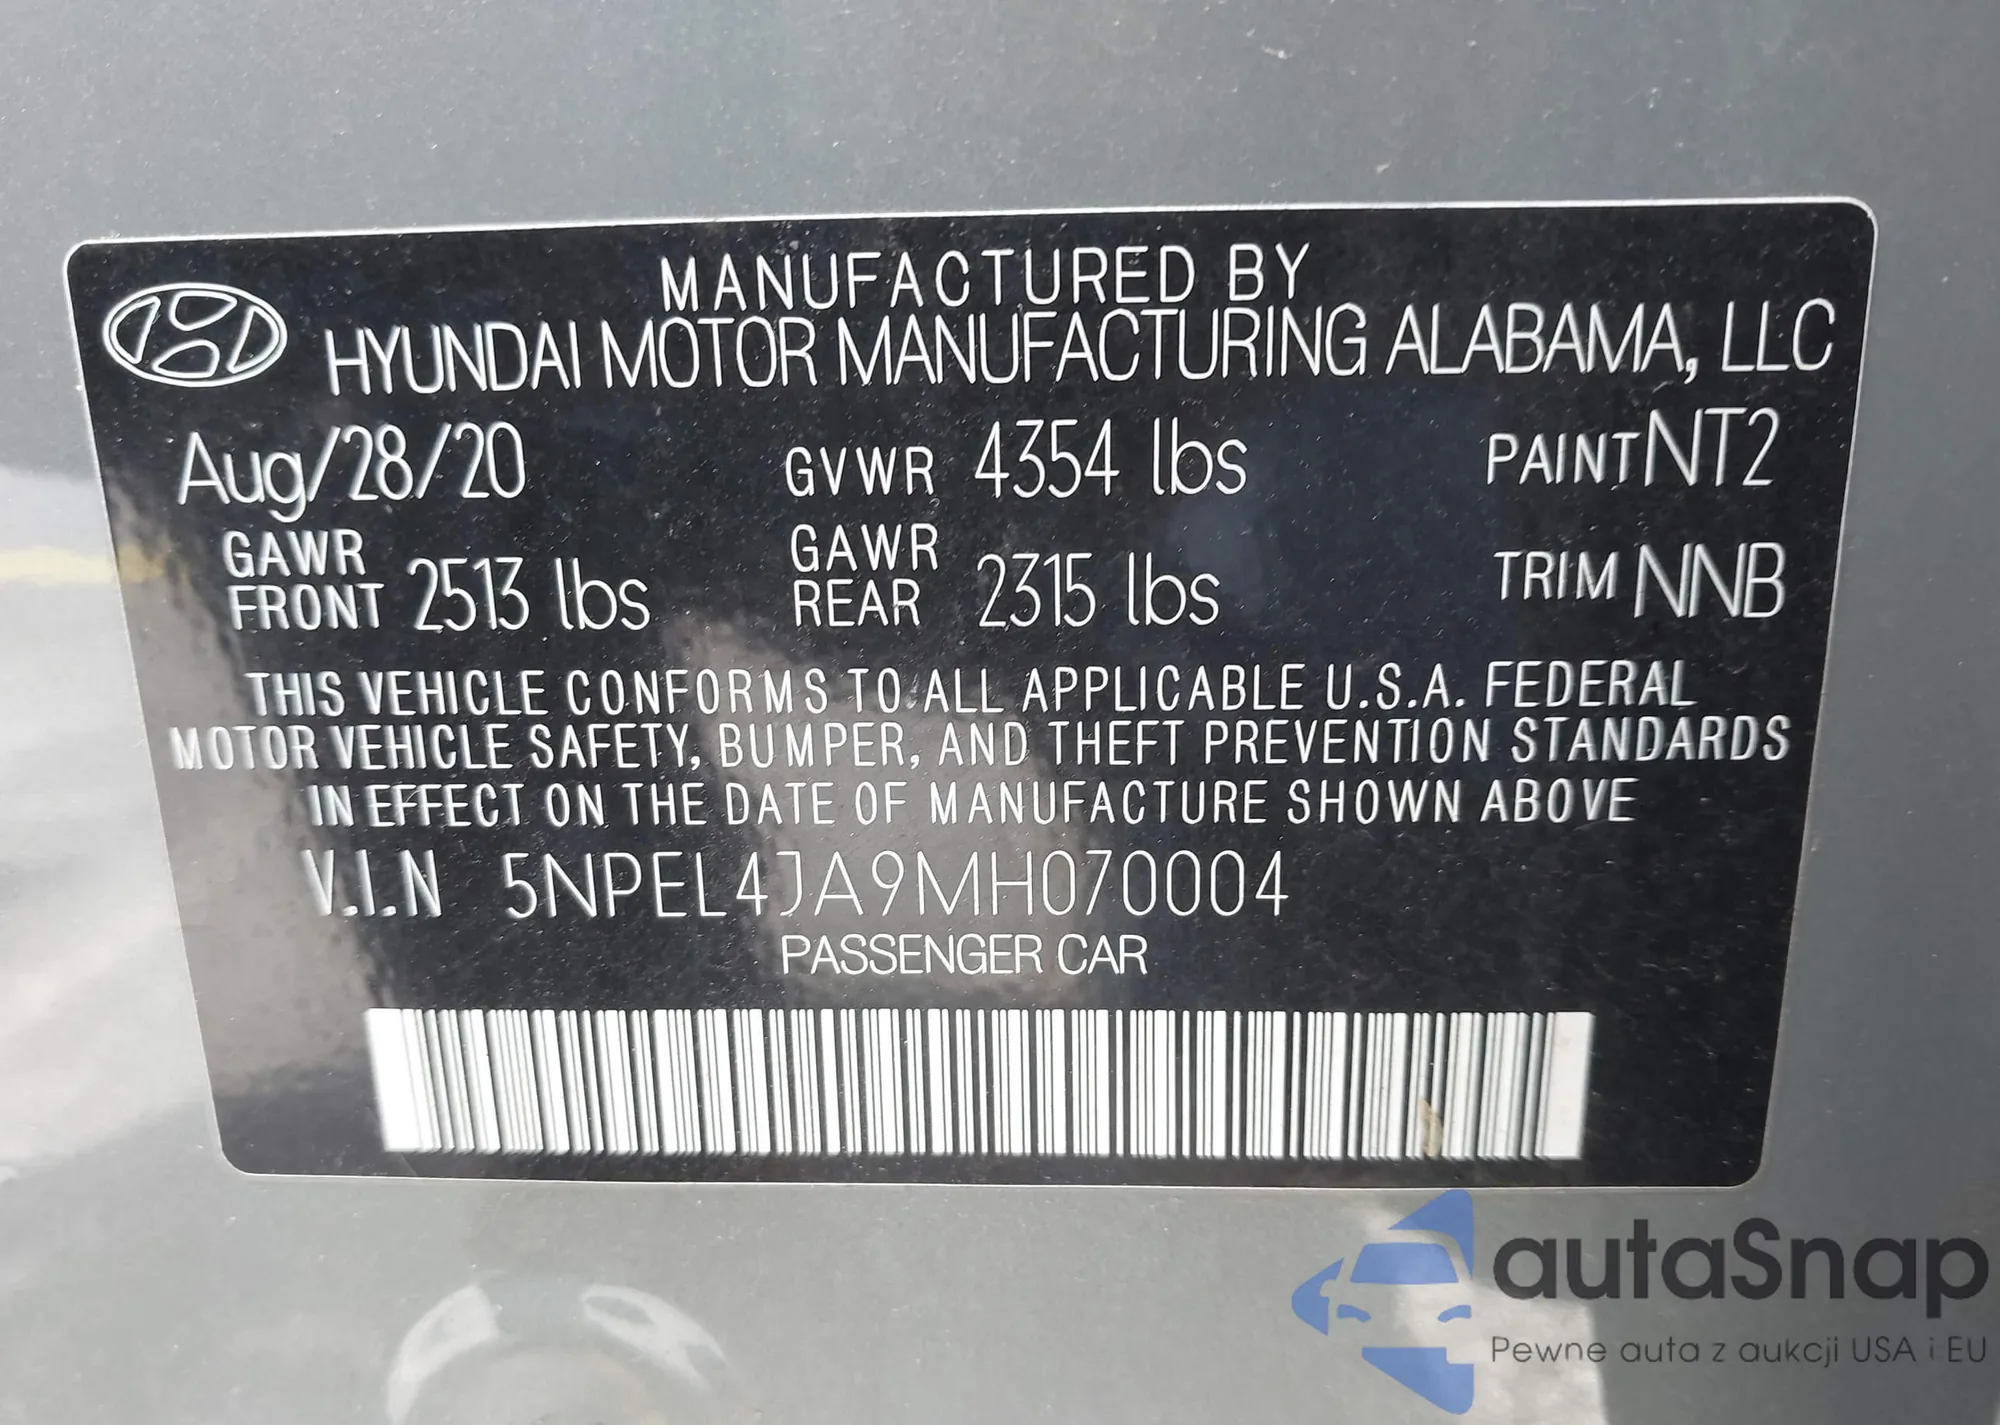 MANUFACTURED BY
HYUNDAI MOTOR MANUFACTURING ALABAMA, LLC
Aug/28/20 GVWR 4354 lbs PAINT NT2
GAWR FRONT 2513 lbs GAWR REAR 2315 lbs TRIM NNB
THIS VEHICLE CONFORMS TO ALL APPLICABLE U.S.A. FEDERAL
MOTOR VEHICLE SAFETY, BUMPER, AND THEFT PREVENTION STANDARDS
IN EFFECT ON THE DATE OF MANUFACTURE SHOWN ABOVE
V.I.N 5NPEL4JA9MH070004
PASSENGER CAR
autaSnap
Pewne auta z aukcji USA i EU